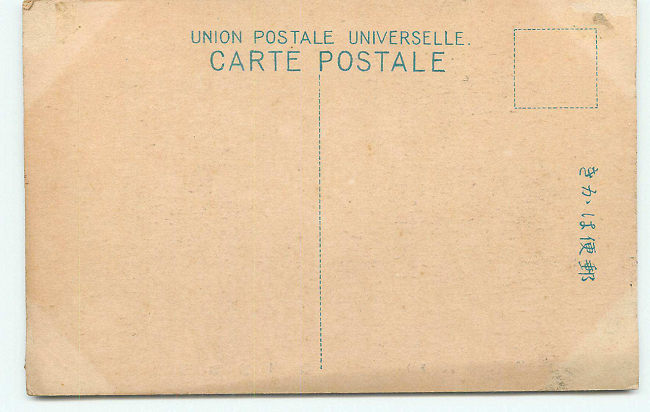 UNION POSTALE UNIVERSELLE.
CARTE POSTALE
きかは便郵